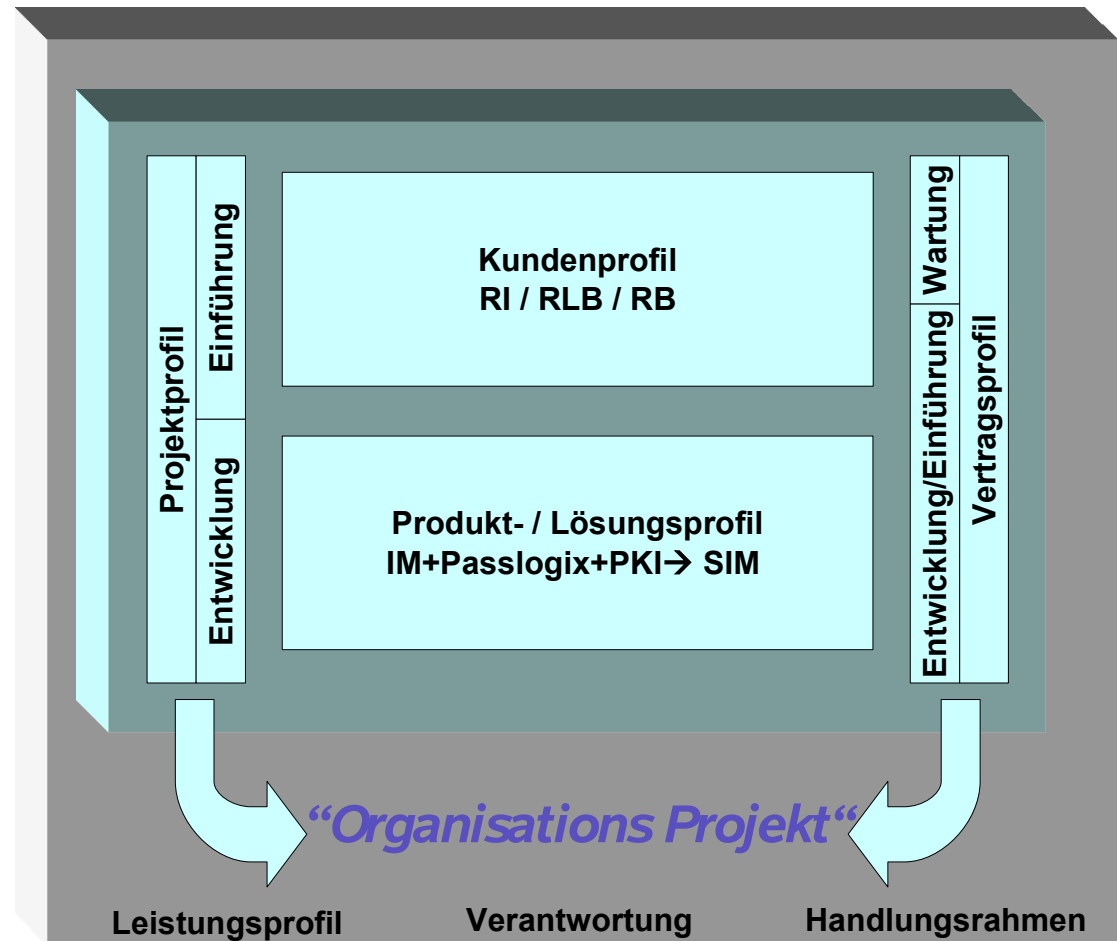 Projektprofil
Einführung
Entwicklung
Kundenprofil
RI / RLB / RB
Produkt- / Lösungsprofil
IM+Passlogix+PKI→ SIM
Wartung
Entwicklung/Einführung
Vertragsprofil
“Organisations Projekt“
Leistungsprofil
Verantwortung
Handlungsrahmen